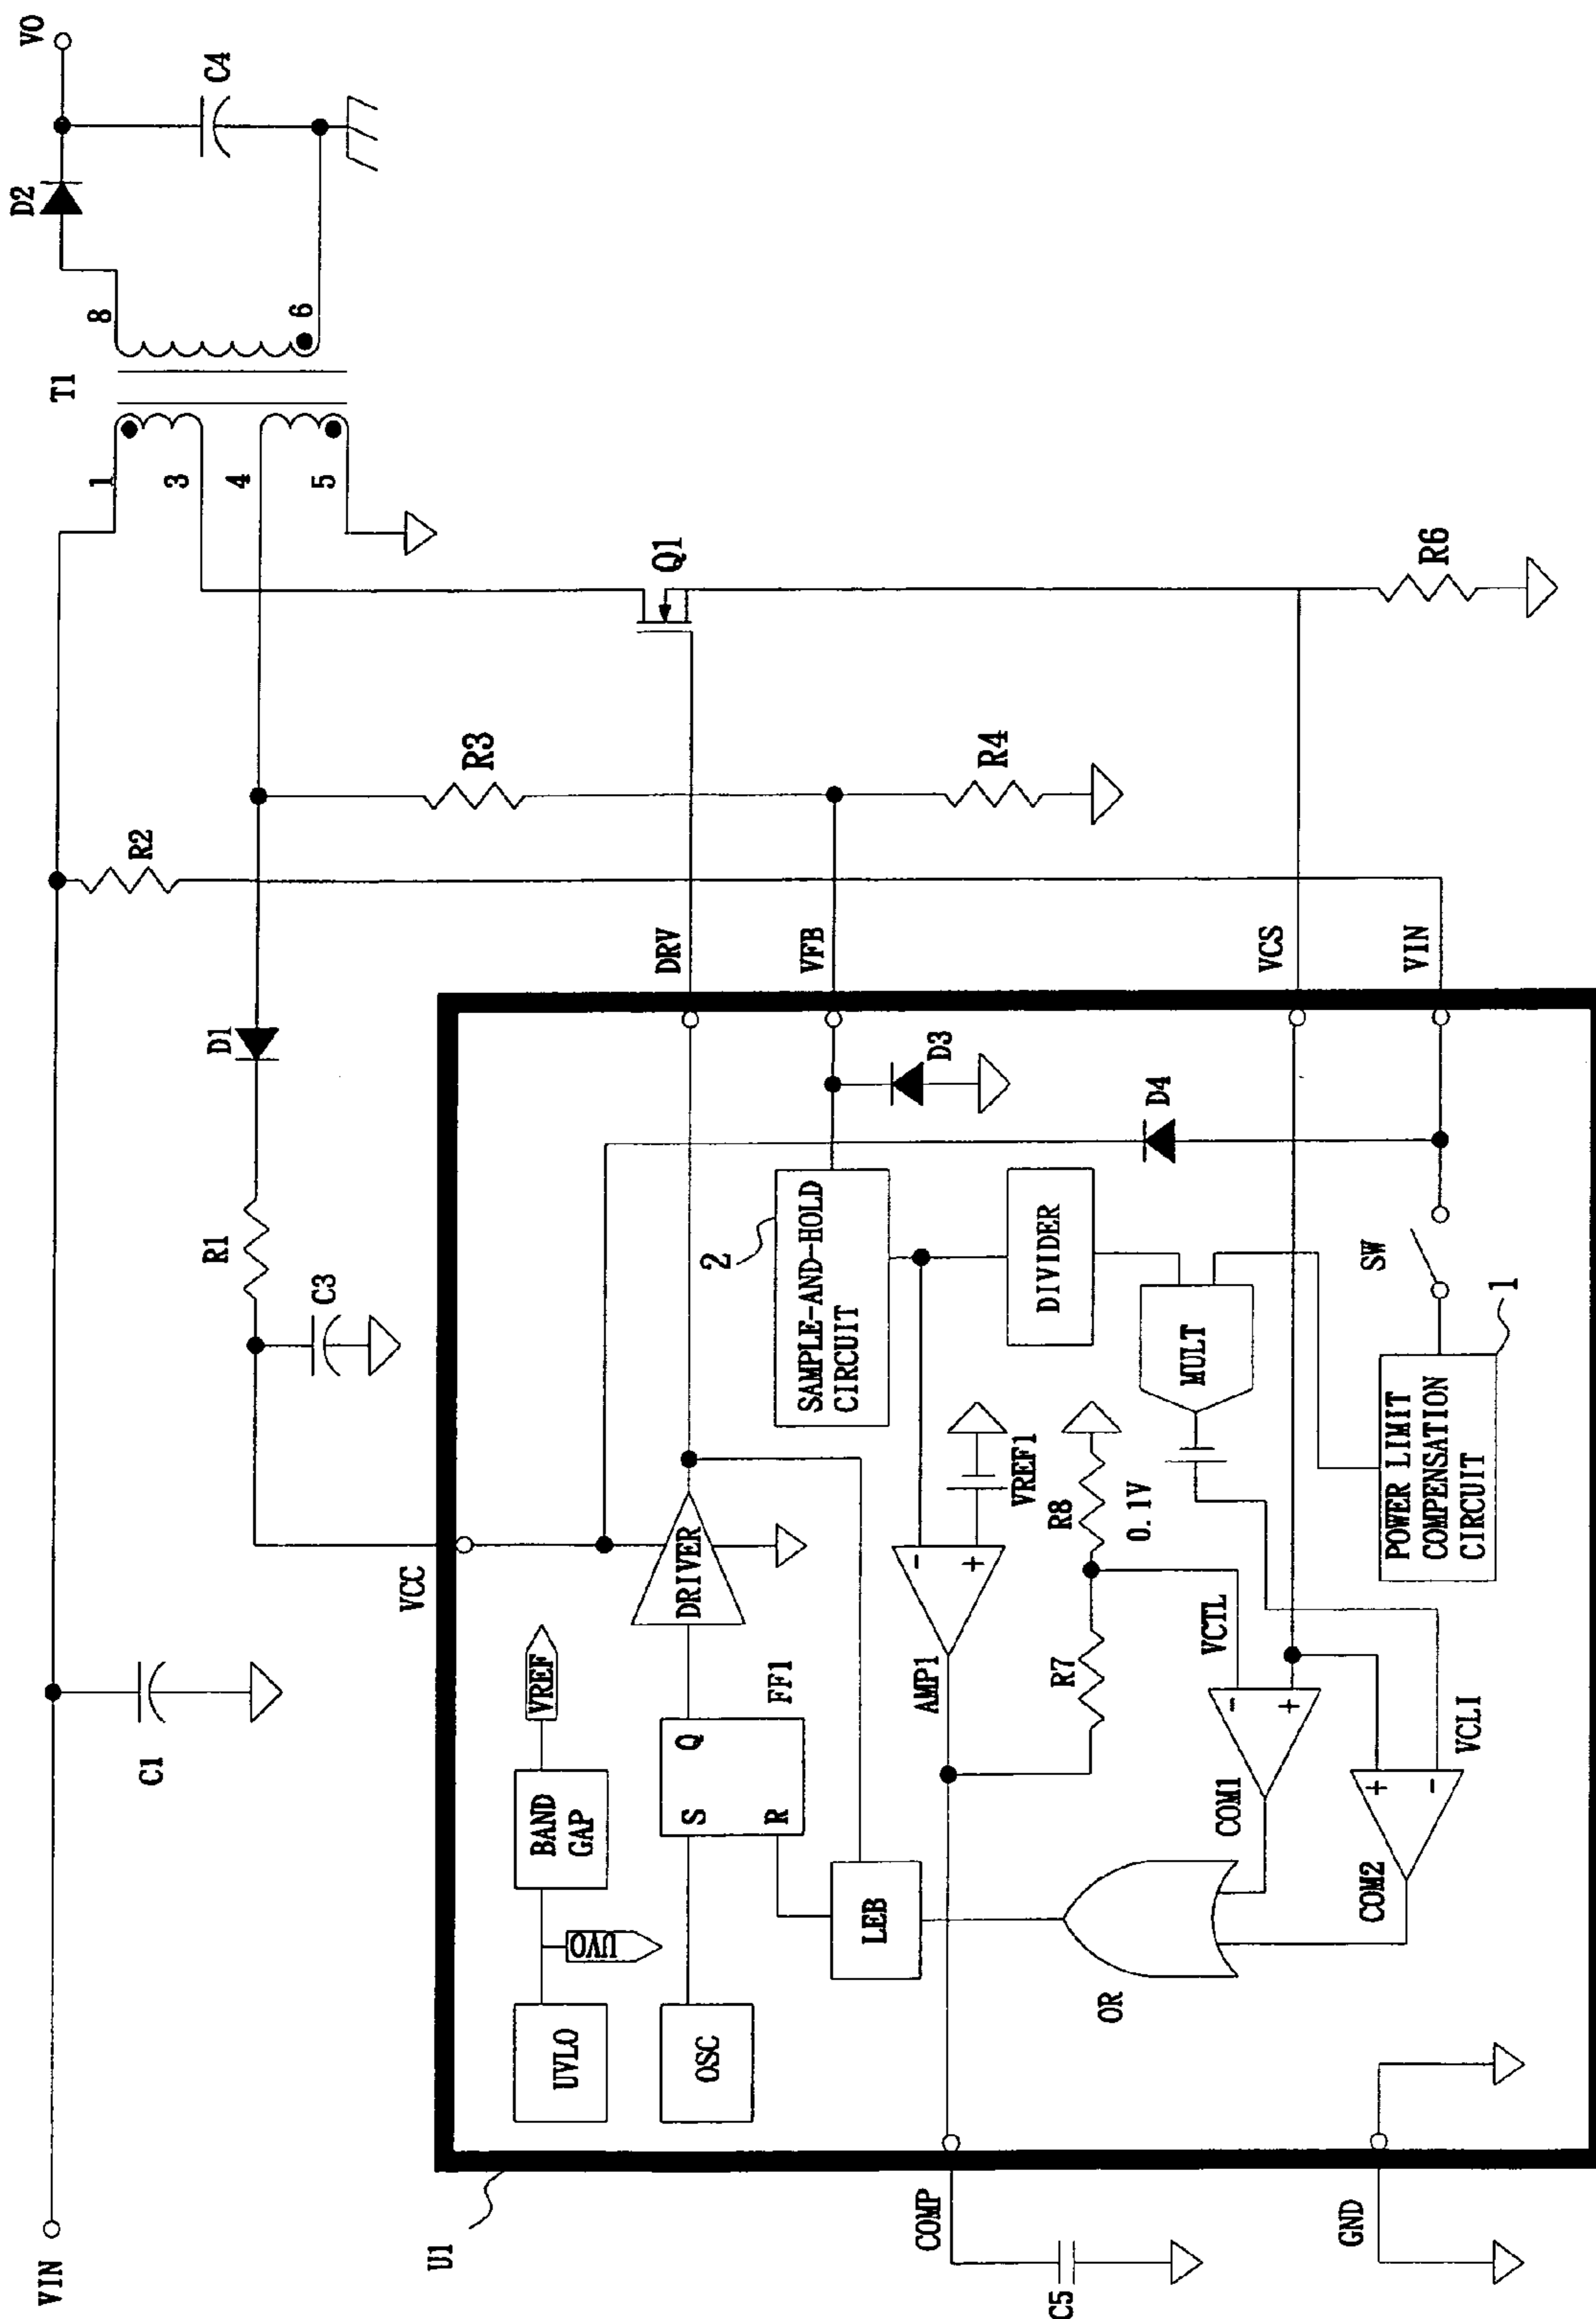 VIN
C1
R1
D1
C3
R2
T1
1
3
4
5
8
6
D2
C4
VO
R3
R4
Q1
R6
U1
VCC
DRV
VFB
VCS
VIN
UVLO
UVO
BAND
GAP
VREF
OSC
S
Q
R
FF1
DRIVER
LEB
AMP1
-
+
VREF1
SAMPLE-AND-HOLD
CIRCUIT
2
D3
D4
DIVIDER
R7
R8
0.1V
MULT
OR
COM1
-
+
VCTL
COM2
+
-
VCLI
POWER LIMIT
COMPENSATION
CIRCUIT
1
SW
COMP
C5
GND